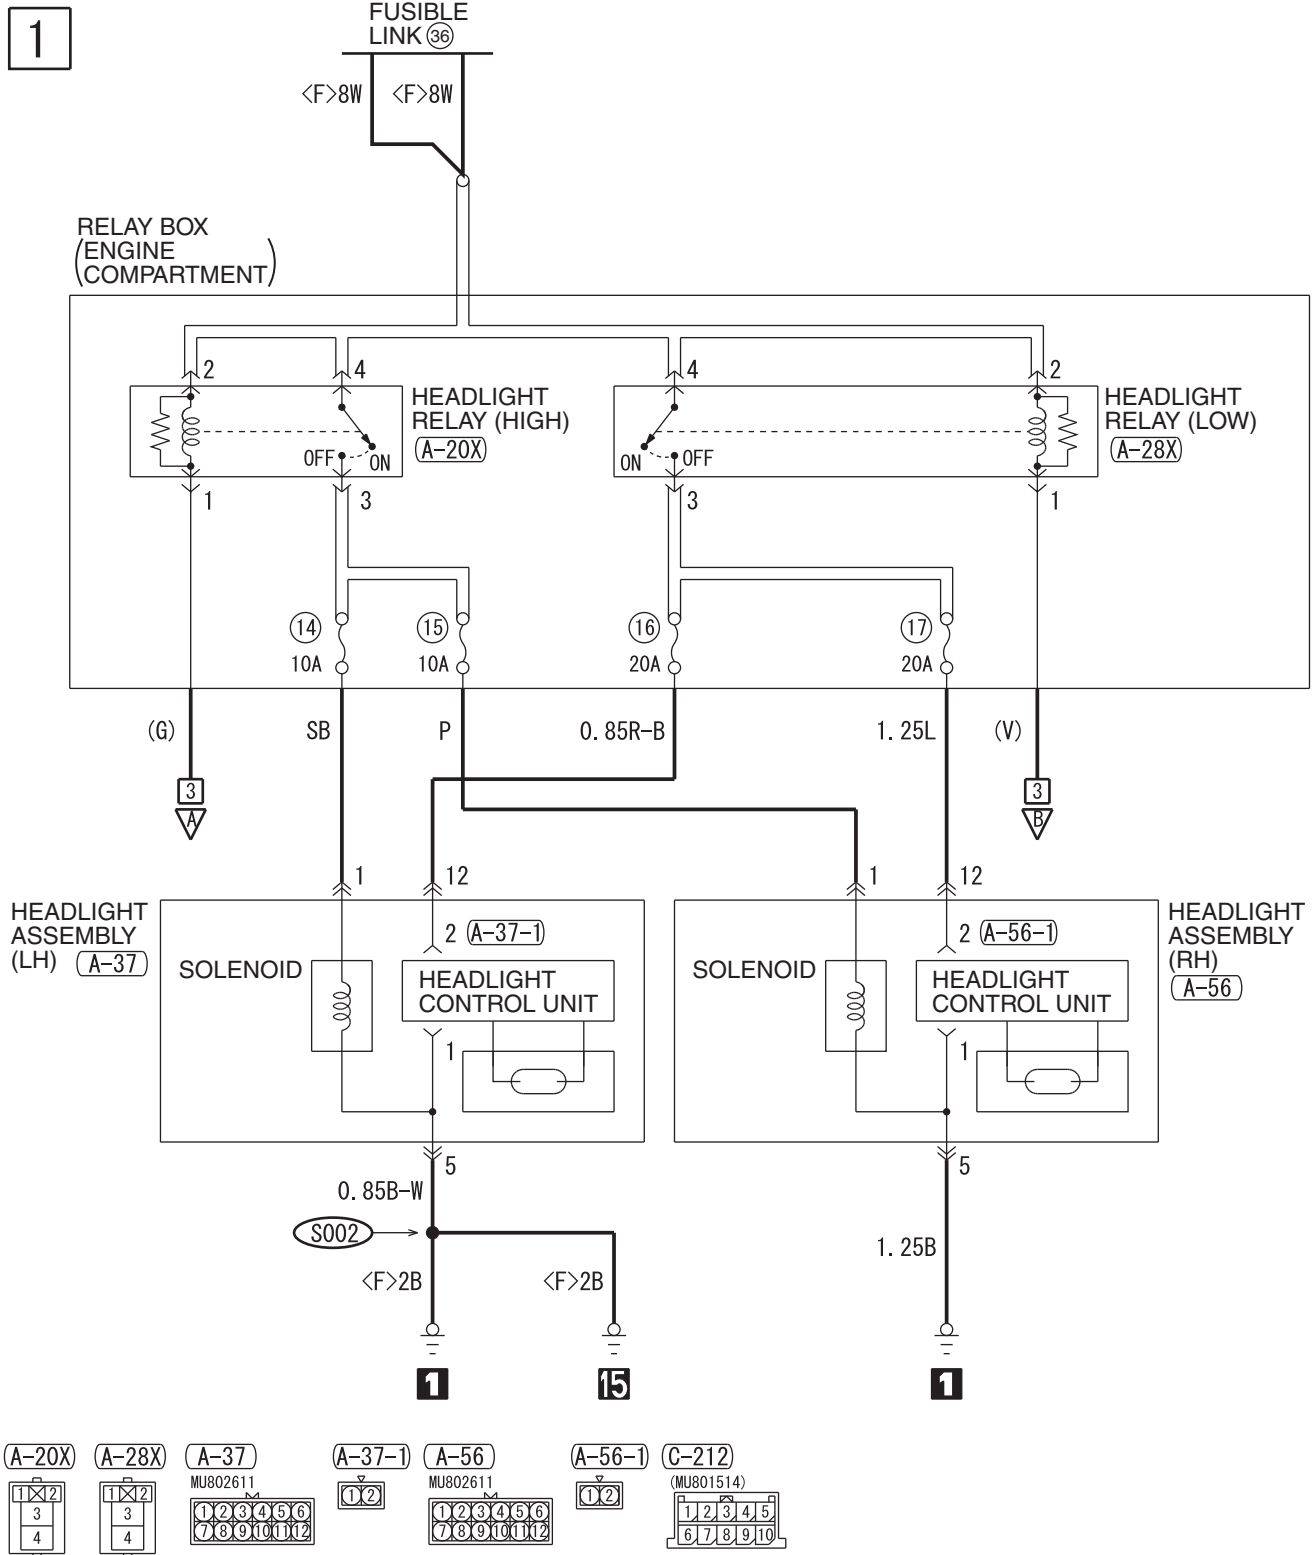 1
FUSIBLE
LINK 36
<F>8W <F>8W
RELAY BOX
(ENGINE
COMPARTMENT)
2 4 4 2
HEADLIGHT
RELAY (HIGH)
A-20X
HEADLIGHT
RELAY (LOW)
A-28X
OFF ON ON OFF
1 3 3 1
14 15 16 17
10A 10A 20A 20A
(G) SB P 0.85R-B 1.25L (V)
3 3
A B
1 12 1 12
HEADLIGHT
ASSEMBLY
(LH) A-37
2 A-37-1
SOLENOID
HEADLIGHT
CONTROL UNIT
1
2 A-56-1
SOLENOID
HEADLIGHT
CONTROL UNIT
1
HEADLIGHT
ASSEMBLY
(RH)
A-56
5 5
0.85B-W
S002
1.25B
<F>2B <F>2B
1 15 1
A-20X A-28X A-37 A-37-1 A-56 A-56-1 C-212
MU802611 MU802611 (MU801514)
1 2
3
4
1 2
3
4
1 2 3 4 5 6
7 8 9 10 11 12
1 2
1 2 3 4 5 6
7 8 9 10 11 12
1 2
1 2 3 4 5
6 7 8 9 10